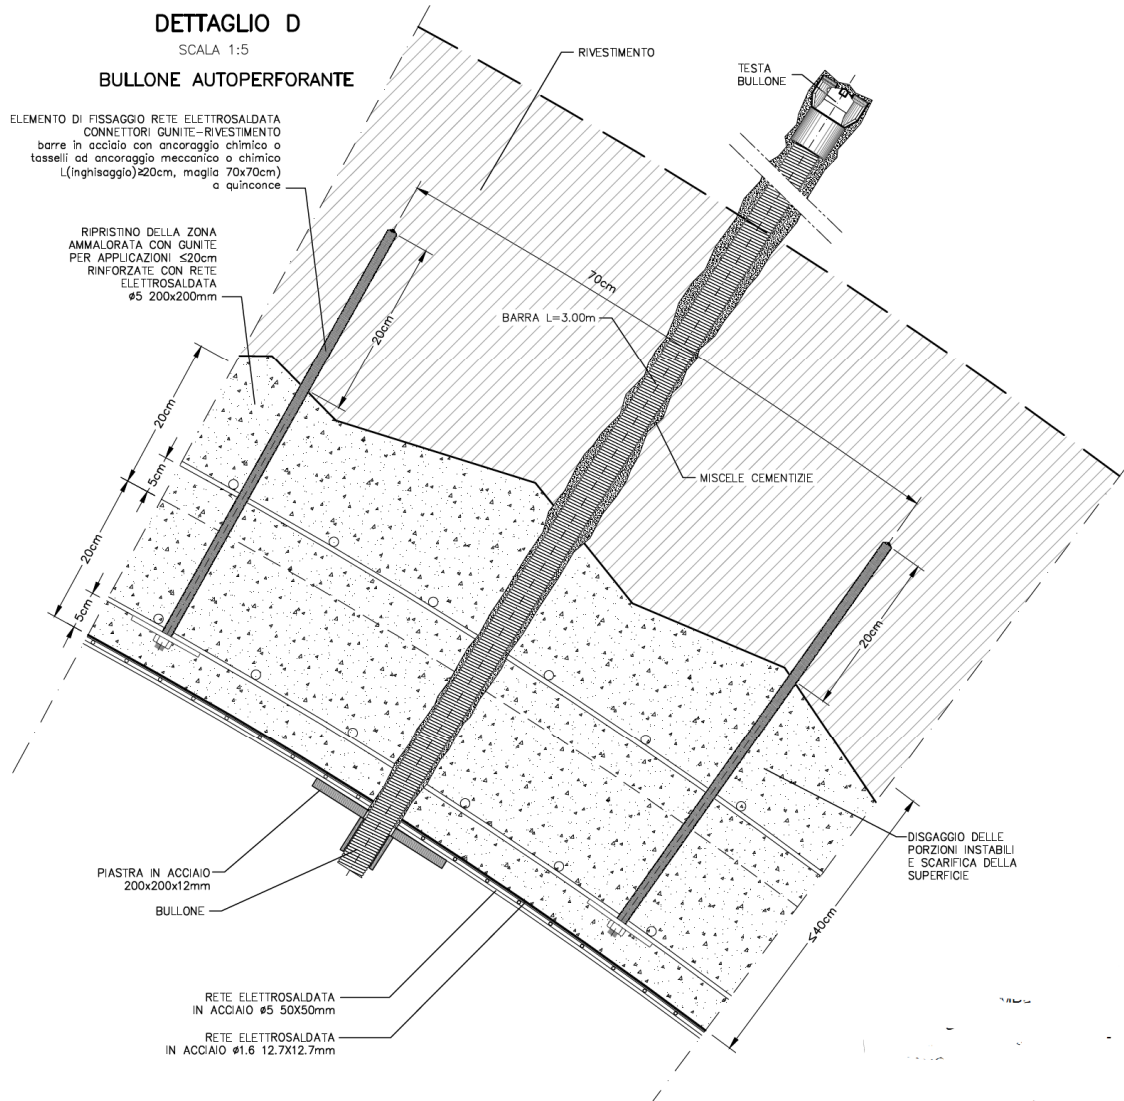 DETTAGLIO D
SCALA 1:5
BULLONE AUTOPERFORANTE
RIVESTIMENTO
TESTA
BULLONE
ELEMENTO DI FISSAGGIO RETE ELETTROSALDATA
CONNETTORI GUNITE-RIVESTIMENTO
barre in acciaio con ancoraggio chimico o
tasselli ad ancoraggio meccanico o chimico
L(inghisaggio)≥20cm, maglia 70x70cm)
a quinconce
RIPRISTINO DELLA ZONA
AMMALORATA CON GUNITE
PER APPLICAZIONI ≤20cm
RINFORZATE CON RETE
ELETTROSALDATA
ø5 200x200mm
70cm
BARRA L=3.00m
20cm
20cm
5cm
MISCELE CEMENTIZIE
20cm
5cm
20cm
DISGAGGIO DELLE
PORZIONI INSTABILI
E SCARIFICA DELLA
SUPERFICIE
PIASTRA IN ACCIAIO
200x200x12mm
BULLONE
≤40cm
RETE ELETTROSALDATA
IN ACCIAIO ø5 50X50mm
RETE ELETTROSALDATA
IN ACCIAIO ø1.6 12.7X12.7mm